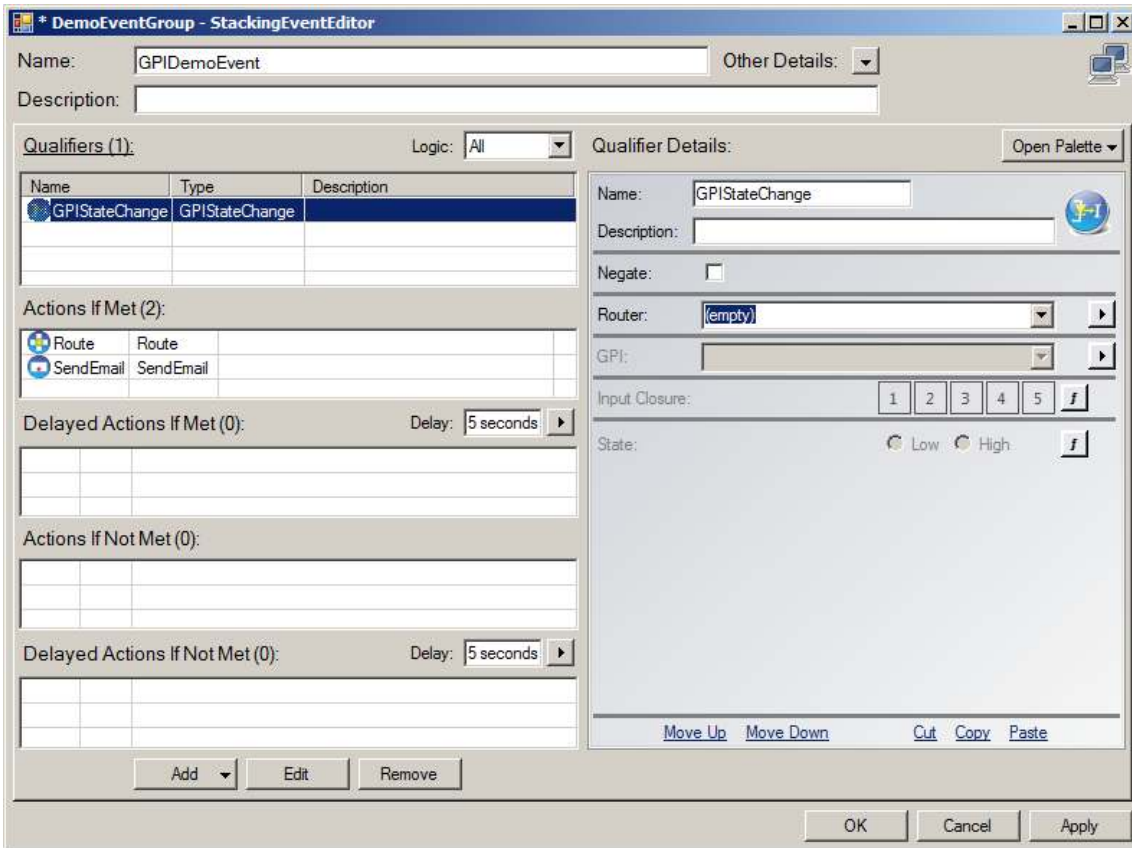 * DemoEventGroup - StackingEventEditor
Name: GPIDemoEvent Other Details:
Description:
Qualifiers (1): Logic: All
Name Type Description
GPIStateChange GPIStateChange
Actions If Met (2):
Route Route
SendEmail SendEmail
Delayed Actions If Met (0): Delay: 5 seconds
Actions If Not Met (0):
Delayed Actions If Not Met (0): Delay: 5 seconds
Add Edit Remove
Qualifier Details: Open Palette
Name: GPIStateChange
Description:
Negate:
Router: (empty)
GPI:
Input Closure: 1 2 3 4 5 f
State: Low High f
Move Up Move Down Cut Copy Paste
OK Cancel Apply